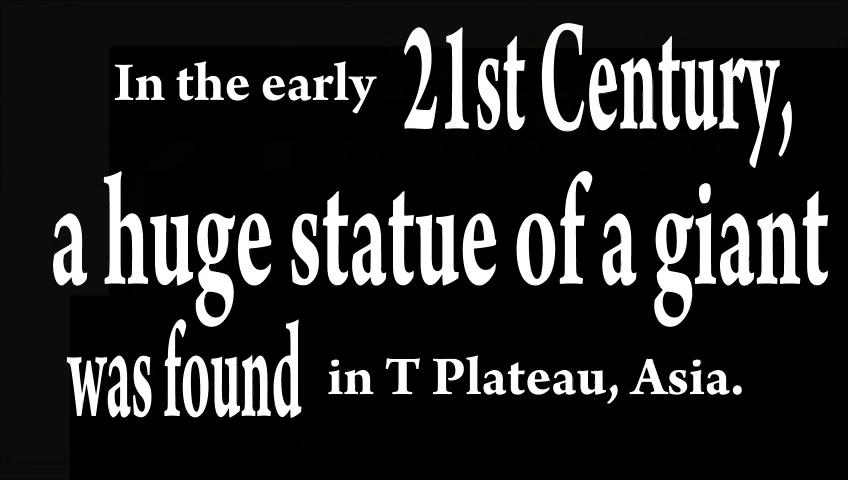 In the early 21st Century,
a huge statue of a giant
was found in T Plateau, Asia.